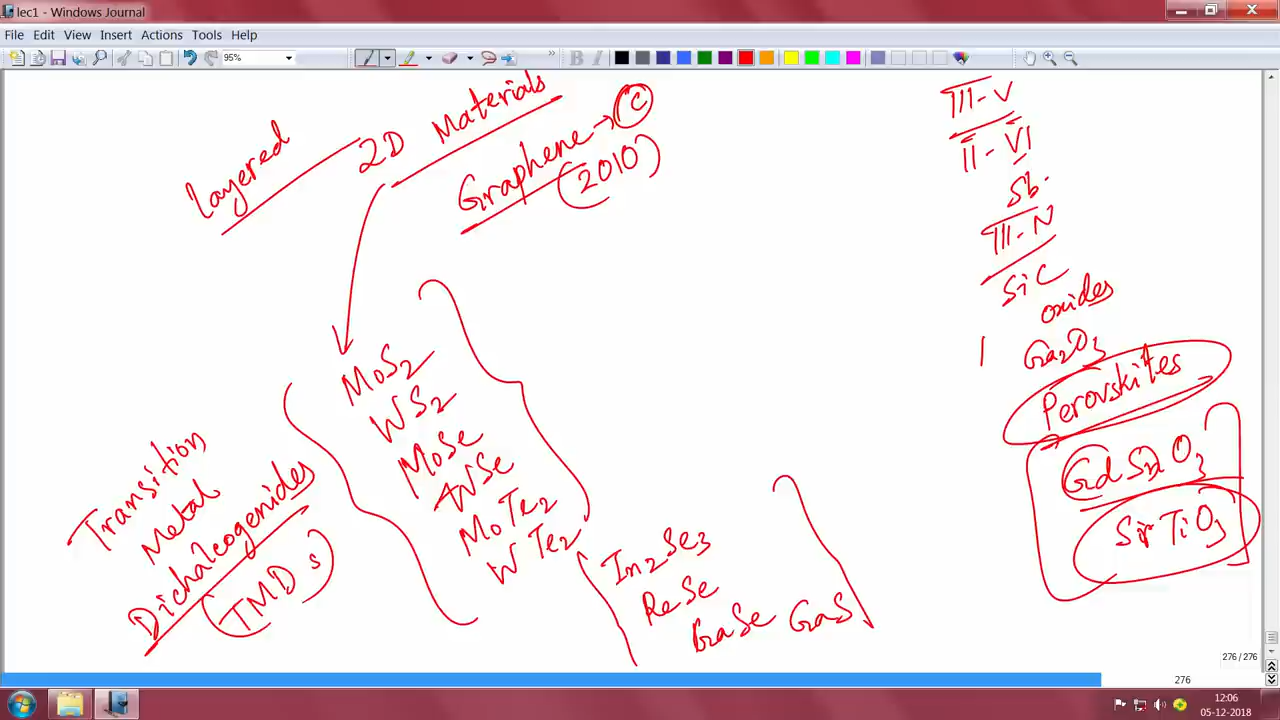 lec1 - Windows Journal
File Edit View Insert Actions Tools Help
95%
Layered 2D Materials
Graphene → C
(2010)
MoS2
WS2
MoSe
WSe
MoTe2
WTe2
Transition
Metal
Dichalcogenides
(TMDs)
In2Se3
ReSe
GaSe GaS
III-V
II-VI
Sb
III-N
SiC
oxides
Ga2O3
Perovskites
SrTiO3
276 / 276
276
12:06
05-12-2018